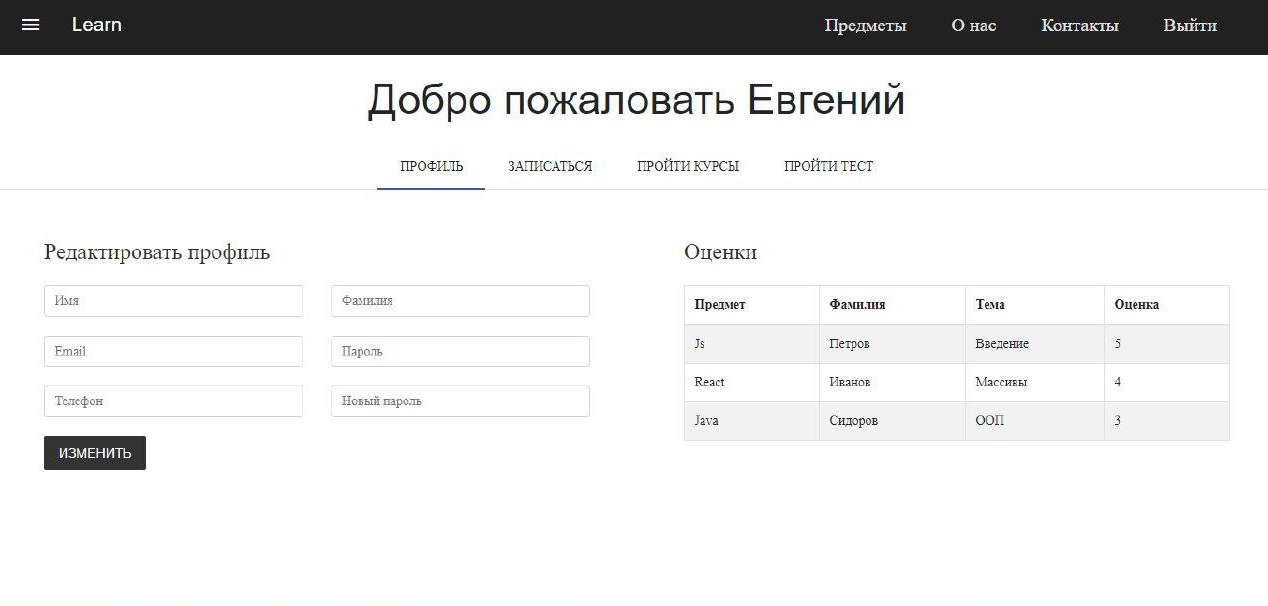 Learn Предметы О нас Контакты Выйти
Добро пожаловать Евгений
ПРОФИЛЬ ЗАПИСАТЬСЯ ПРОЙТИ КУРСЫ ПРОЙТИ ТЕСТ
Редактировать профиль
Имя Фамилия
Email Пароль
Телефон Новый пароль
ИЗМЕНИТЬ
Оценки
Предмет Фамилия Тема Оценка
Js Петров Введение 5
React Иванов Массивы 4
Java Сидоров ООП 3